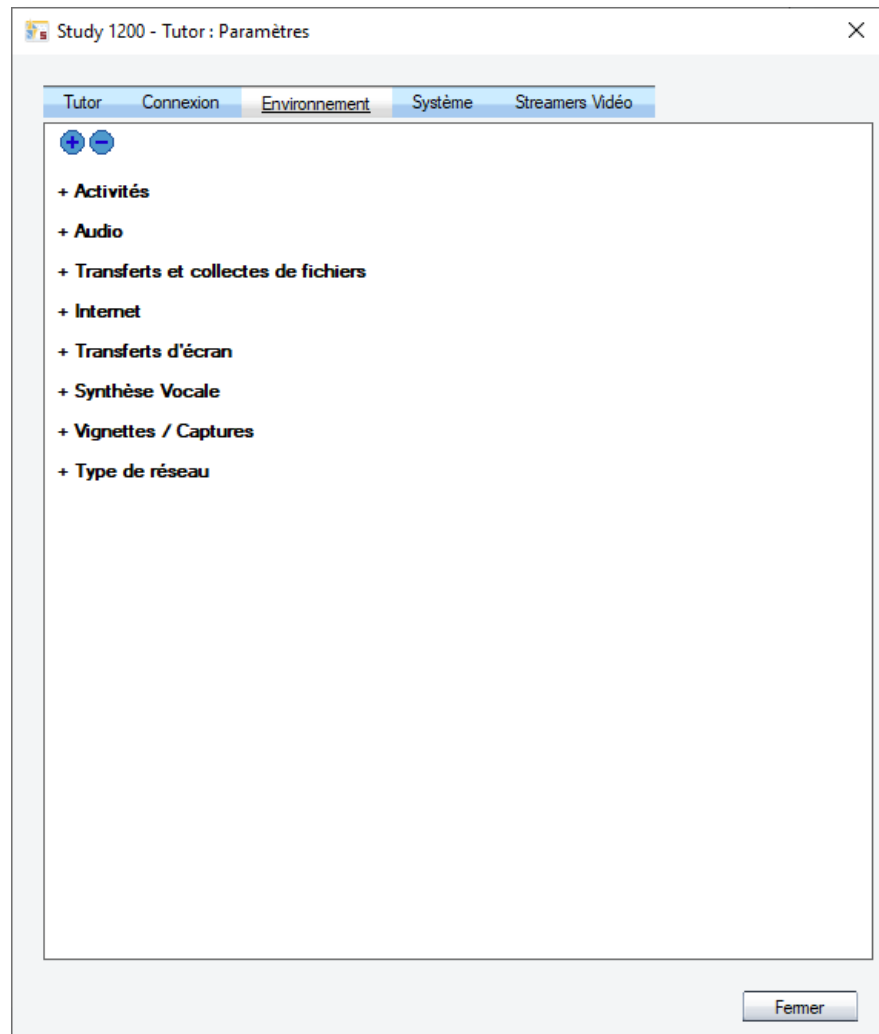 Study 1200 - Tutor : Paramètres
Tutor Connexion Environnement Système Streamers Vidéo
+ Activités
+ Audio
+ Transferts et collectes de fichiers
+ Internet
+ Transferts d'écran
+ Synthèse Vocale
+ Vignettes / Captures
+ Type de réseau
Fermer